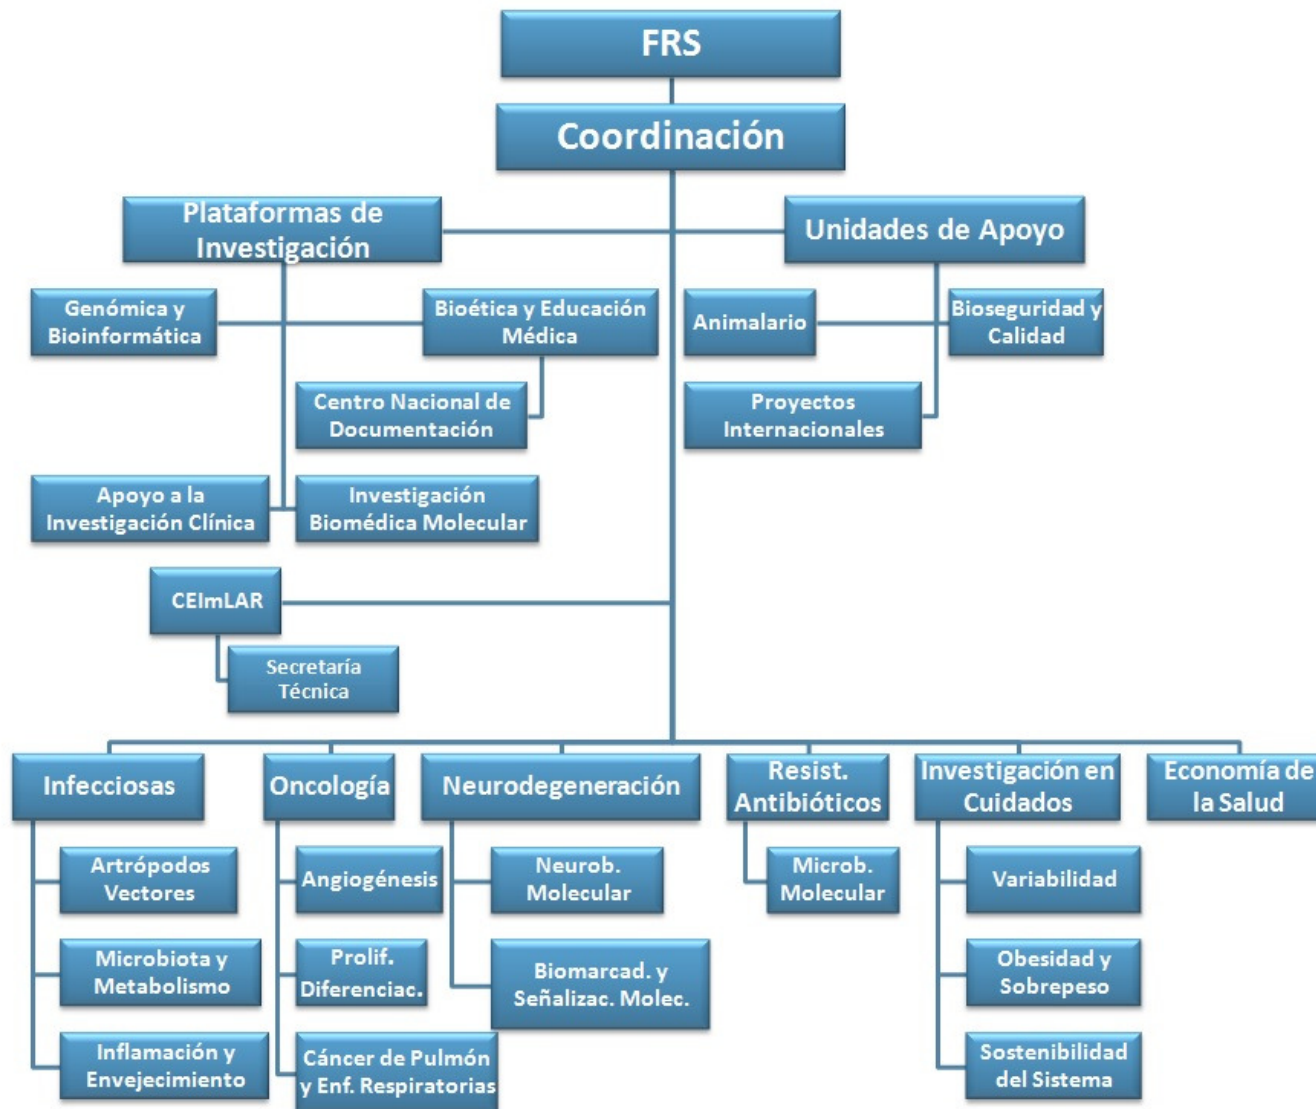 FRS
Coordinación
Plataformas de
Investigación
Unidades de Apoyo
Genómica y
Bioinformática
Bioética y Educación
Médica
Animalario
Bioseguridad y
Calidad
Centro Nacional de
Documentación
Proyectos
Internacionales
Apoyo a la
Investigación Clínica
Investigación
Biomédica Molecular
CEImLAR
Secretaría
Técnica
Infecciosas
Oncología
Neurodegeneración
Resist.
Antibióticos
Investigación en
Cuidados
Economía de
la Salud
Artrópodos
Vectores
Angiogénesis
Neurob.
Molecular
Microb.
Molecular
Variabilidad
Microbiota y
Metabolismo
Prolif.
Diferenciac.
Biomarcad. y
Señalizac. Molec.
Obesidad y
Sobrepeso
Inflamación y
Envejecimiento
Cáncer de Pulmón
y Enf. Respiratorias
Sostenibilidad
del Sistema